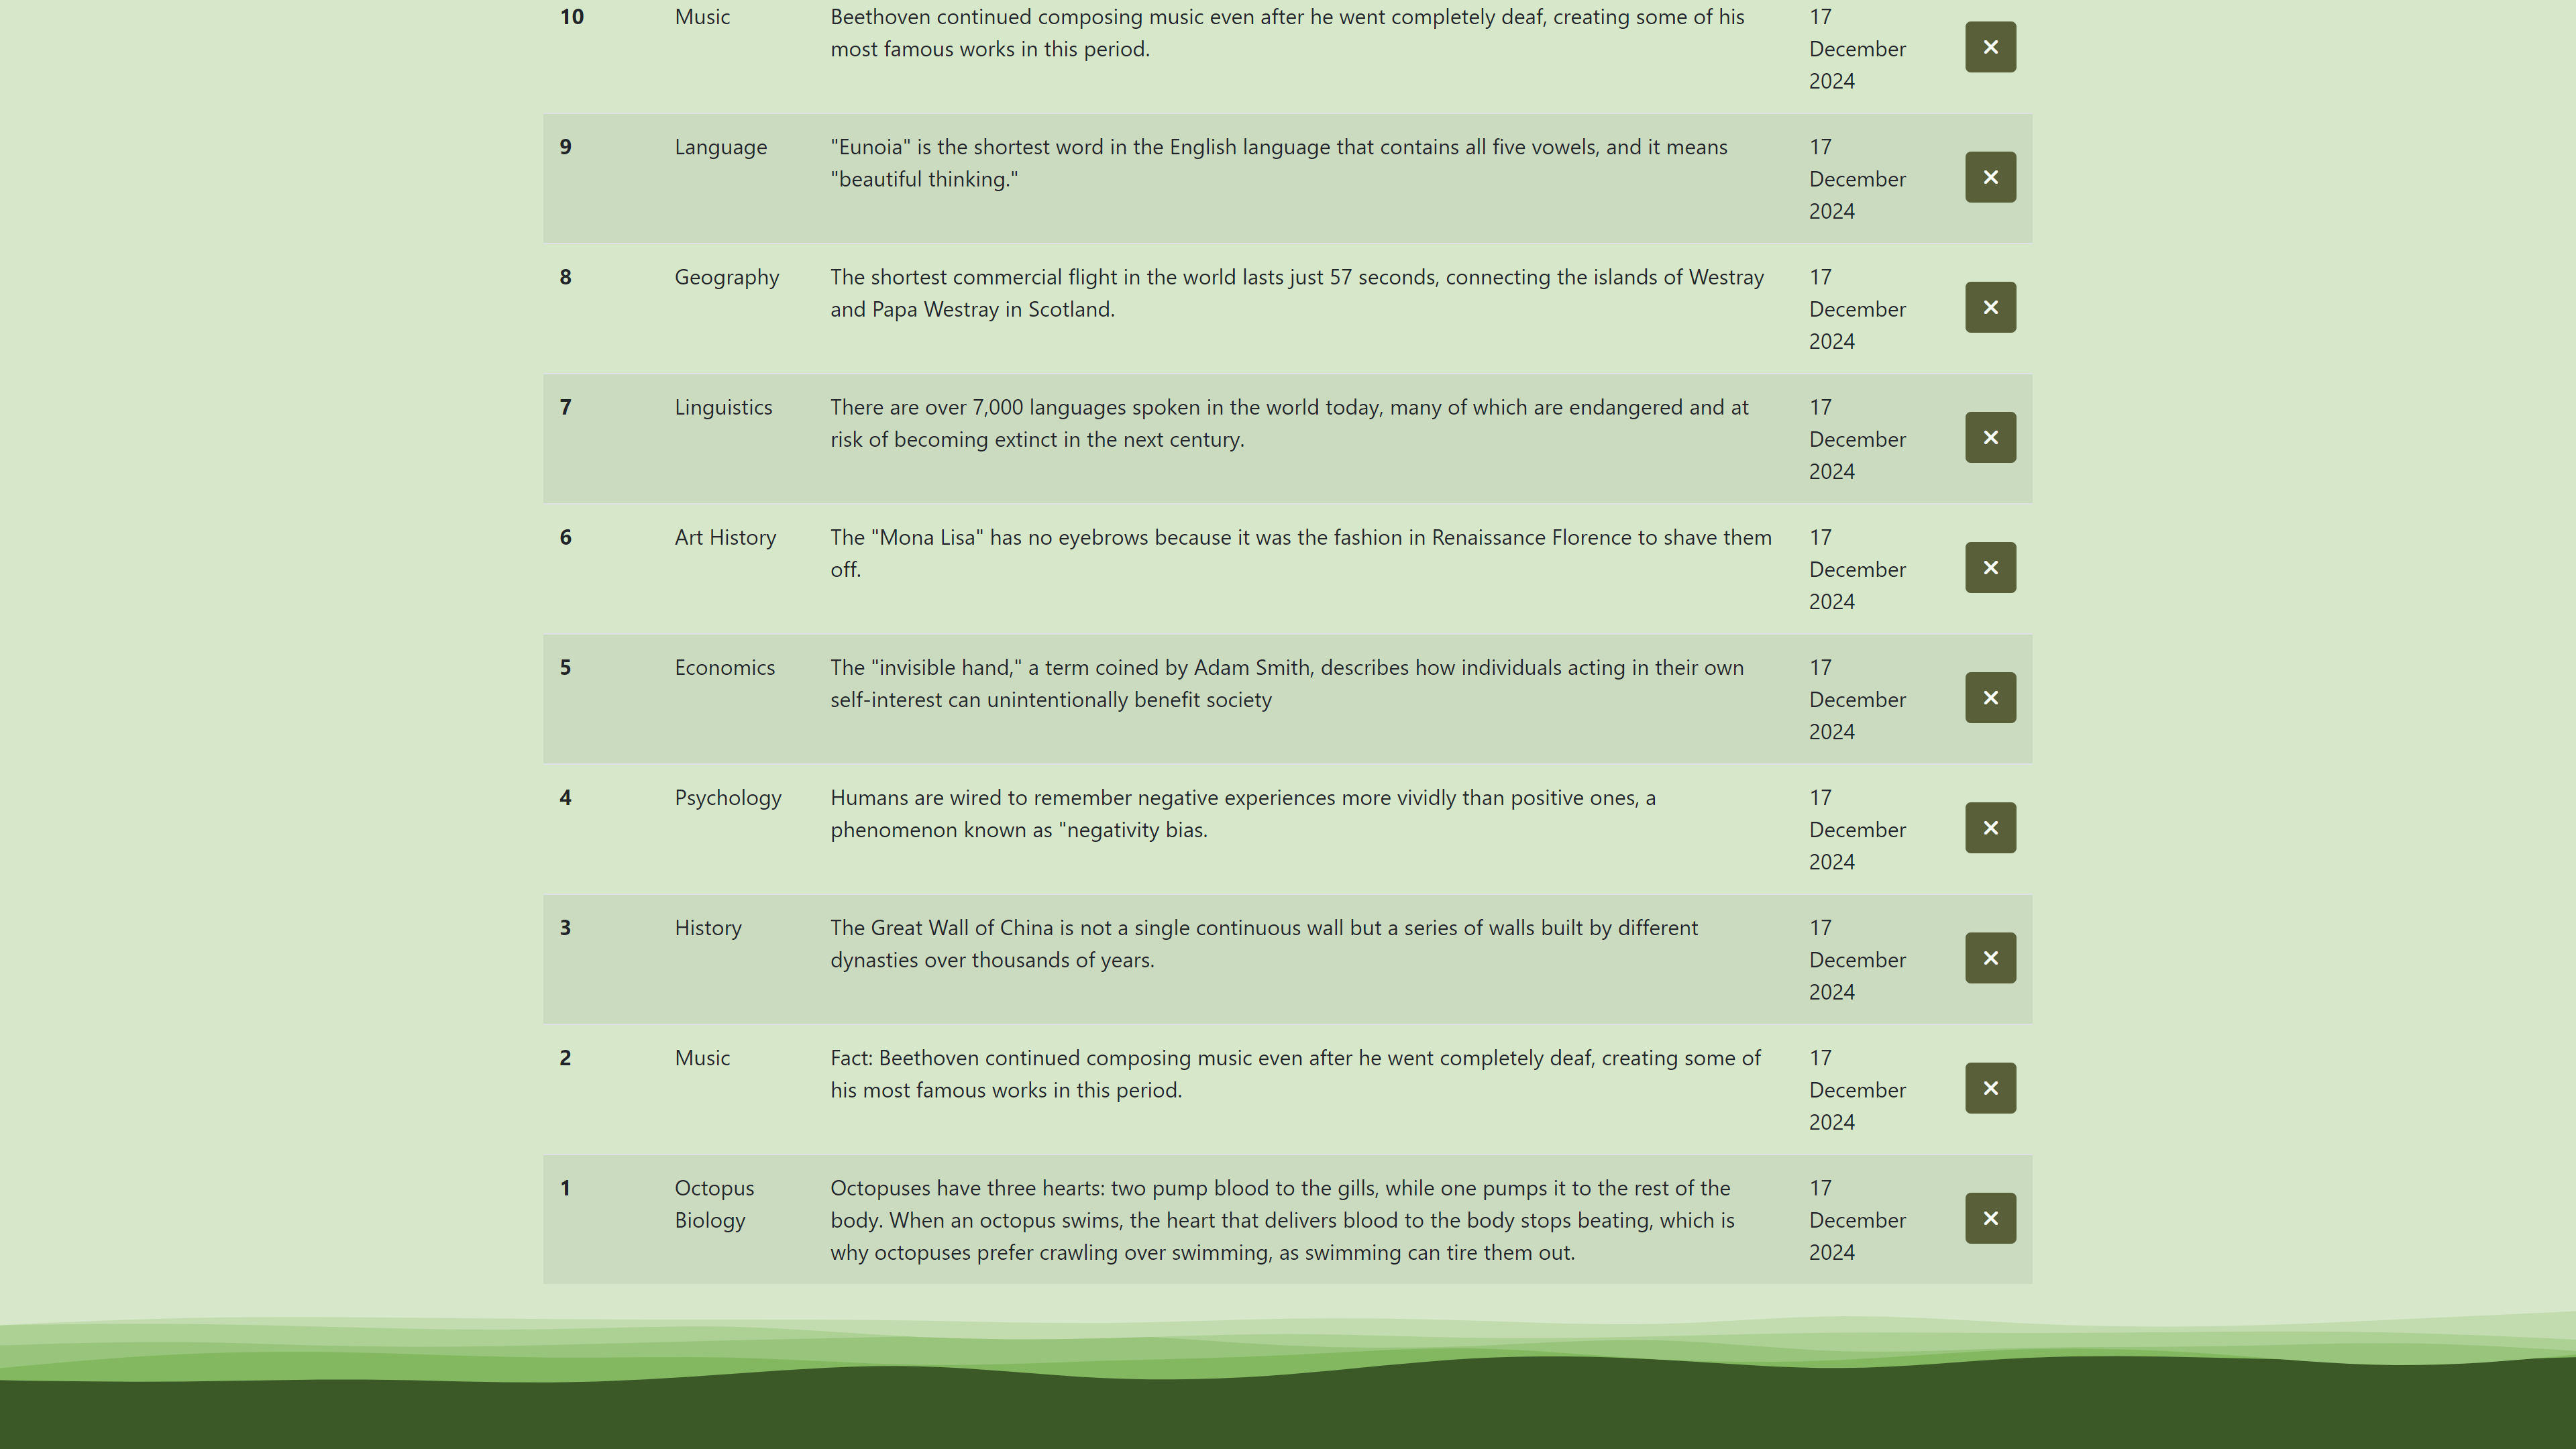 10 Music Beethoven continued composing music even after he went completely deaf, creating some of his 17
most famous works in this period. December
2024
9 Language "Eunoia" is the shortest word in the English language that contains all five vowels, and it means 17
"beautiful thinking." December
2024
8 Geography The shortest commercial flight in the world lasts just 57 seconds, connecting the islands of Westray 17
and Papa Westray in Scotland. December
2024
7 Linguistics There are over 7,000 languages spoken in the world today, many of which are endangered and at 17
risk of becoming extinct in the next century. December
2024
6 Art History The "Mona Lisa" has no eyebrows because it was the fashion in Renaissance Florence to shave them 17
off. December
2024
5 Economics The "invisible hand," a term coined by Adam Smith, describes how individuals acting in their own 17
self-interest can unintentionally benefit society December
2024
4 Psychology Humans are wired to remember negative experiences more vividly than positive ones, a 17
phenomenon known as "negativity bias. December
2024
3 History The Great Wall of China is not a single continuous wall but a series of walls built by different 17
dynasties over thousands of years. December
2024
2 Music Fact: Beethoven continued composing music even after he went completely deaf, creating some of 17
his most famous works in this period. December
2024
1 Octopus Octopuses have three hearts: two pump blood to the gills, while one pumps it to the rest of the 17
Biology body. When an octopus swims, the heart that delivers blood to the body stops beating, which is December
why octopuses prefer crawling over swimming, as swimming can tire them out. 2024